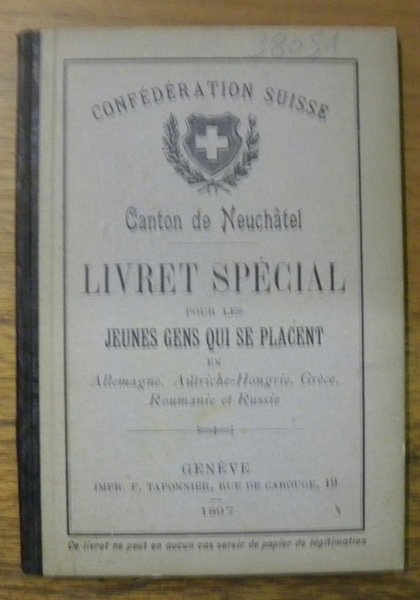 38051
CONFÉDÉRATION SUISSE
Canton de Neuchâtel
LIVRET SPÉCIAL
POUR LES
JEUNES GENS QUI SE PLACENT
EN
Allemagne, Autriche-Hongrie, Grèce,
Roumanie et Russie
GENÈVE
IMPR. F. TAPONNIER, RUE DE CAROUGE, 19
1897
Ce livret ne peut en aucun cas servir de papier de légitimation